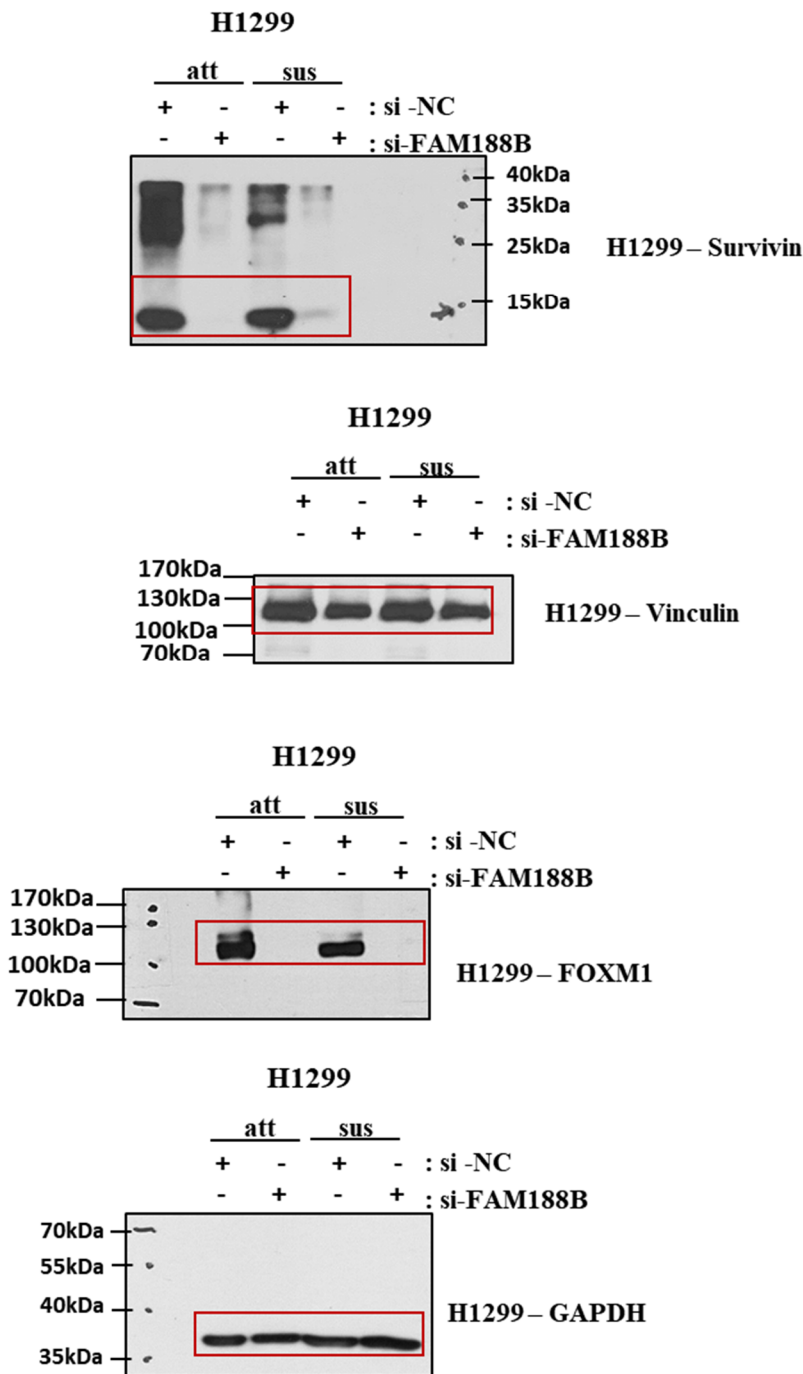 H1299
att sus
+ - + - : si -NC
- + - + : si-FAM188B
40kDa
35kDa
25kDa
15kDa
H1299 – Survivin
H1299
att sus
+ - + - : si -NC
- + - + : si-FAM188B
170kDa
130kDa
100kDa
70kDa
H1299 – Vinculin
H1299
att sus
+ - + - : si -NC
- + - + : si-FAM188B
170kDa
130kDa
100kDa
70kDa
H1299 – FOXM1
H1299
att sus
+ - + - : si -NC
- + - + : si-FAM188B
70kDa
55kDa
40kDa
35kDa
H1299 – GAPDH